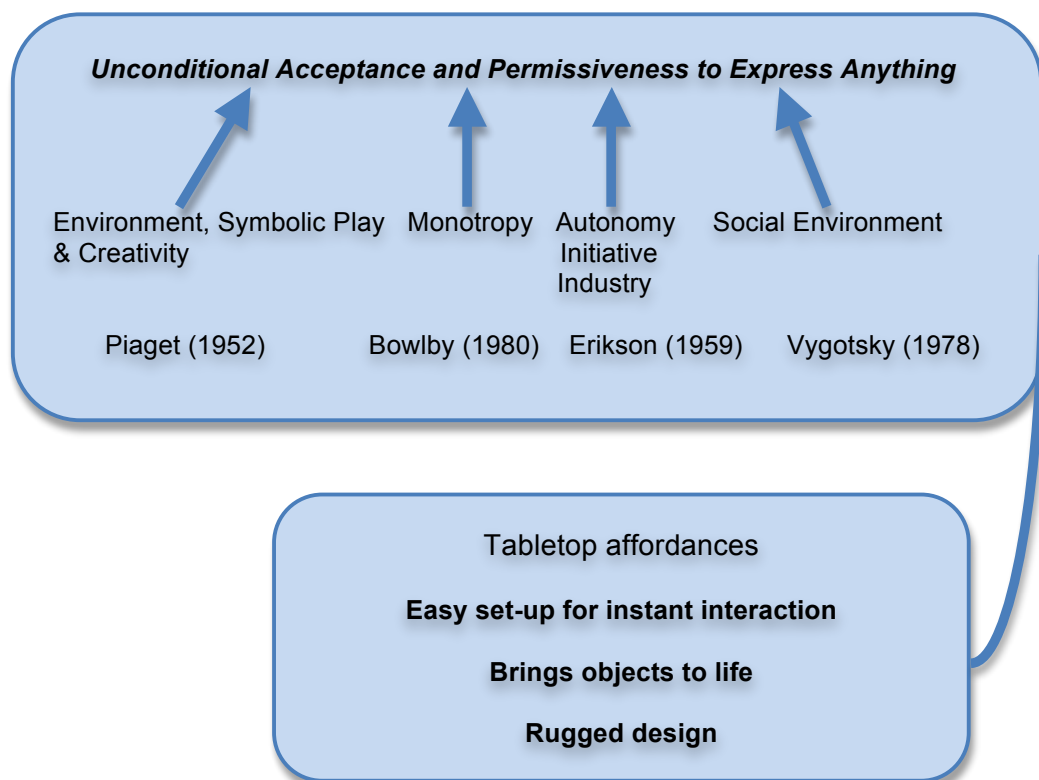 Unconditional Acceptance and Permissiveness to Express Anything
Environment, Symbolic Play
& Creativity
Monotropy
Autonomy
Initiative
Industry
Social Environment
Piaget (1952)
Bowlby (1980)
Erikson (1959)
Vygotsky (1978)
Tabletop affordances
Easy set-up for instant interaction
Brings objects to life
Rugged design